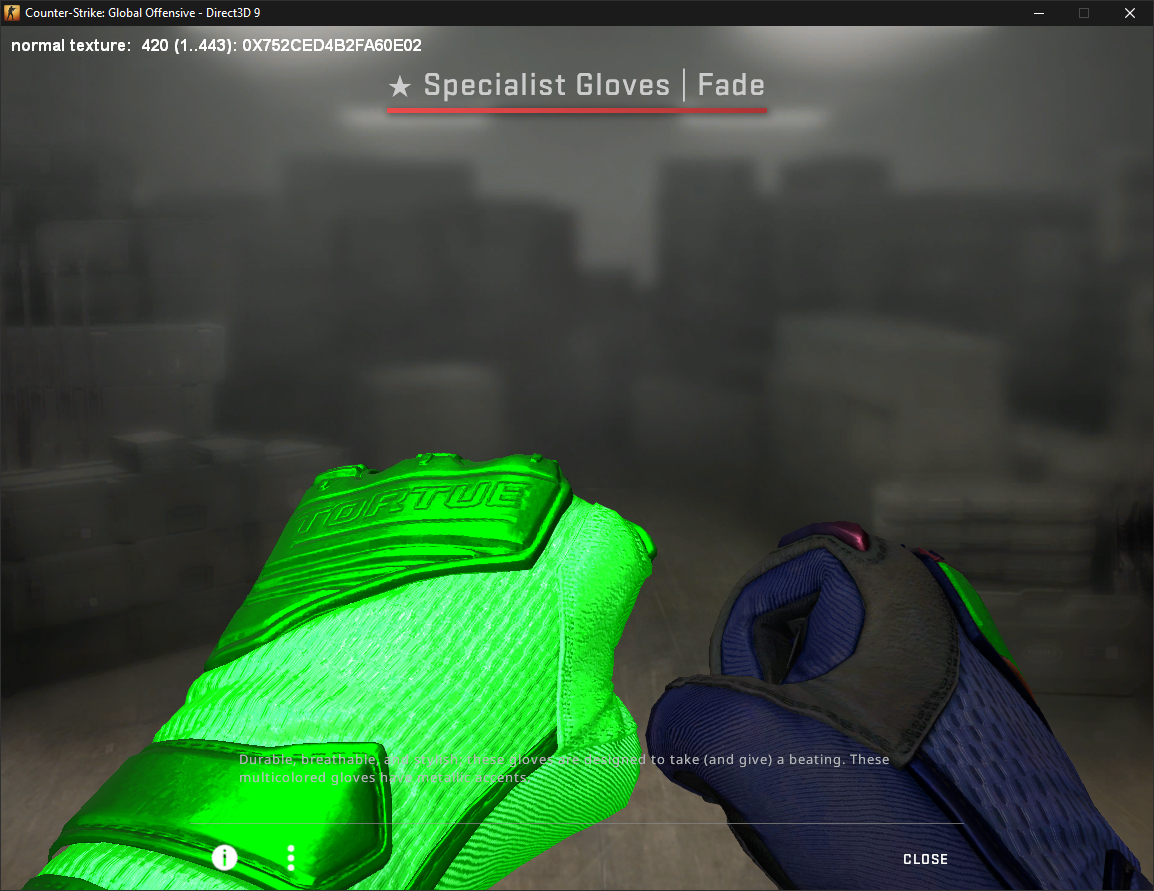 Counter-Strike: Global Offensive - Direct3D 9
normal texture: 420 (1..443): 0X752CED4B2FA60E02
★ Specialist Gloves | Fade
TORTUE
Durable, breathable, and stylish, these gloves are designed to take (and give) a beating. These
multicolored gloves have metallic accents.
CLOSE